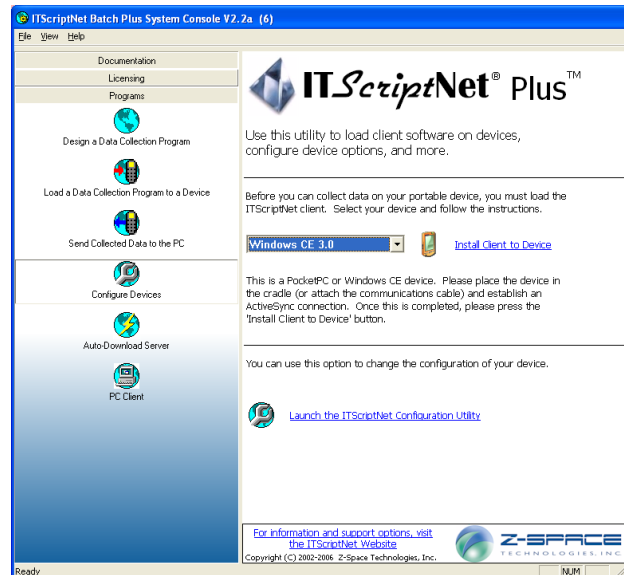 ITScriptNet Batch Plus System Console V2.2a (6)
File View Help
Documentation
Licensing
Programs
Design a Data Collection Program
Load a Data Collection Program to a Device
Send Collected Data to the PC
Configure Devices
Auto-Download Server
PC Client
ITScriptNet® Plus™
Use this utility to load client software on devices,
configure device options, and more.
Before you can collect data on your portable device, you must load the
ITScriptNet client. Select your device and follow the instructions.
Windows CE 3.0
Install Client to Device
This is a PocketPC or Windows CE device. Please place the device in
the cradle (or attach the communications cable) and establish an
ActiveSync connection. Once this is completed, please press the
'Install Client to Device' button.
You can use this option to change the configuration of your device.
Launch the ITScriptNet Configuration Utility
For information and support options, visit
the ITScriptNet Website
Copyright (C) 2002-2006 Z-Space Technologies, Inc.
Z-SPACE
TECHNOLOGIES, INC
Ready
NUM